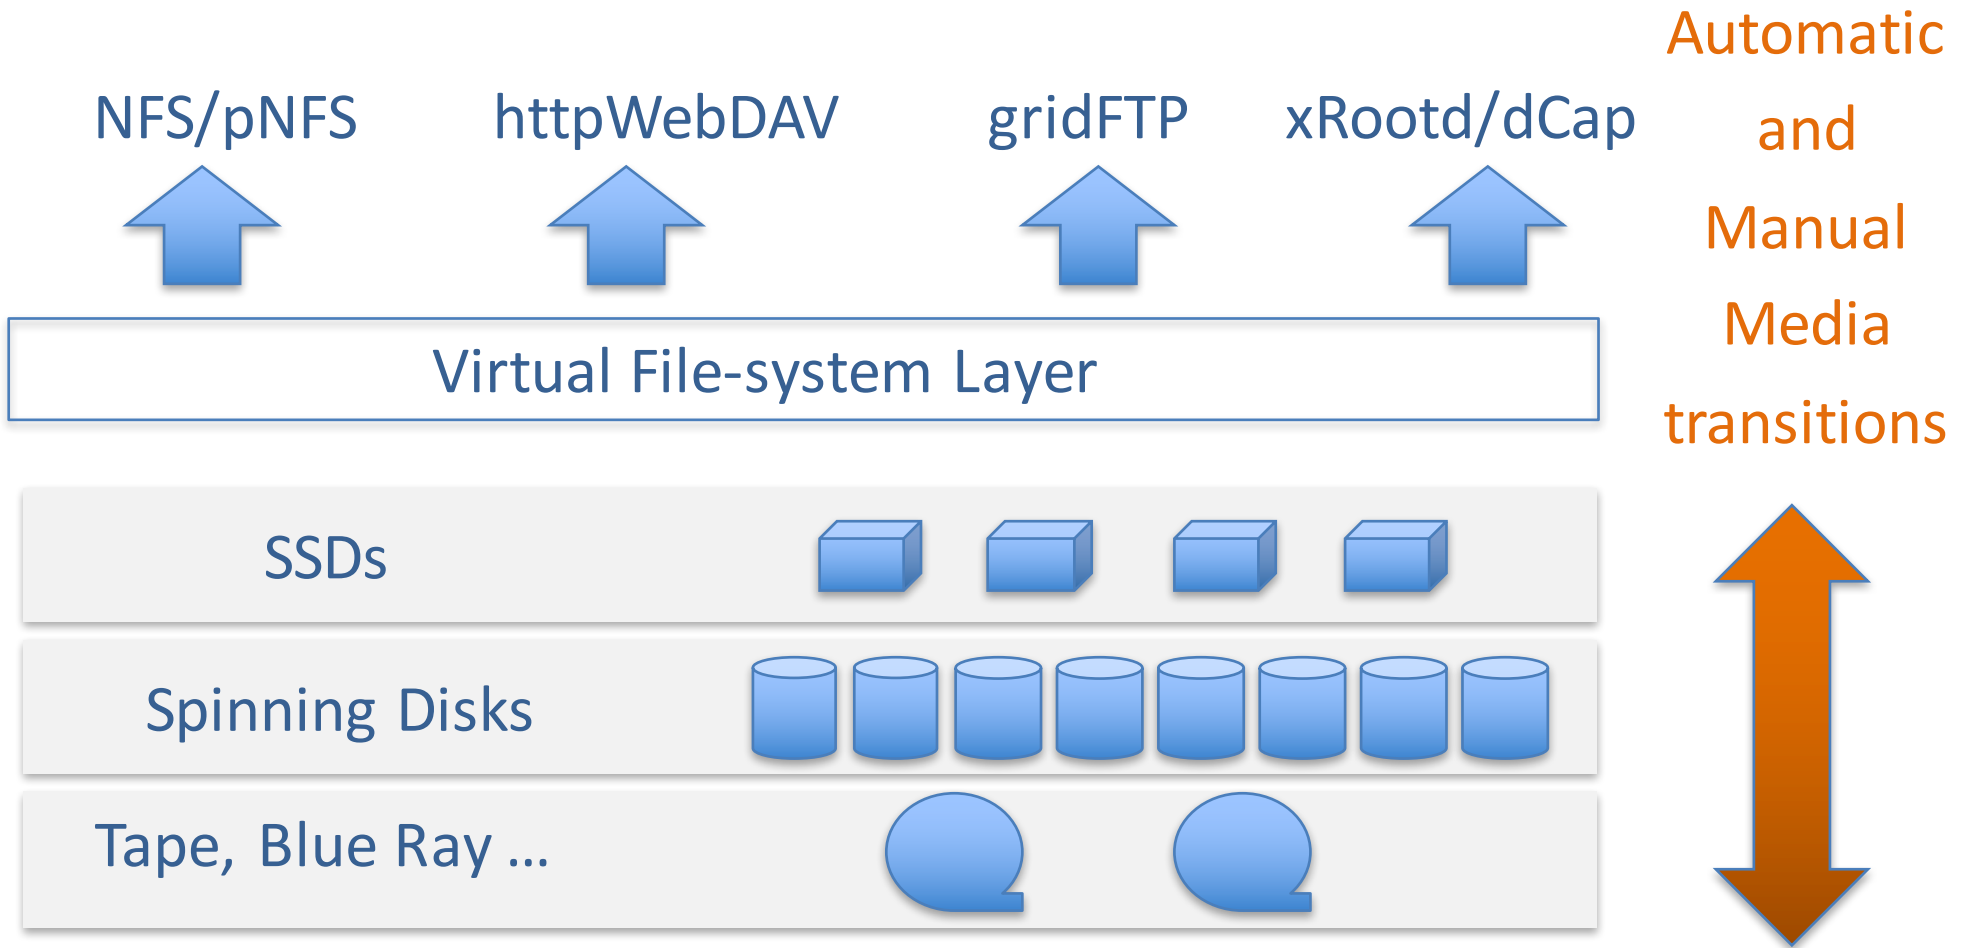 NFS/pNFS
httpWebDAV
gridFTP
xRootd/dCap
Virtual File-system Layer
SSDs
Spinning Disks
Tape, Blue Ray ...
Automatic
and
Manual
Media
transitions